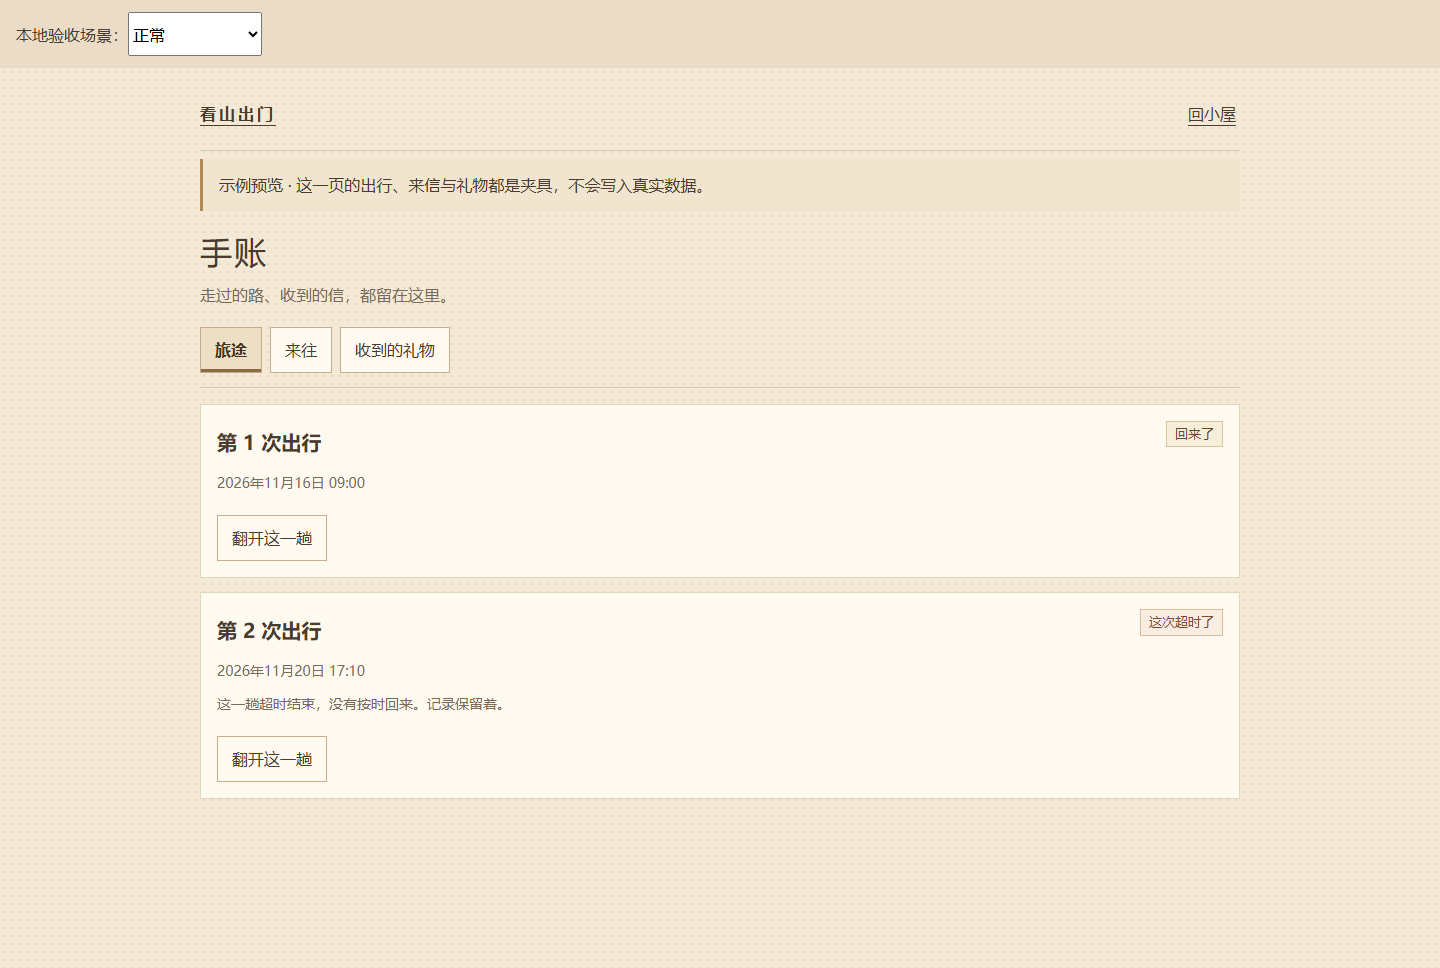 本地验收场景： 正常
看山出门 回小屋
示例预览 · 这一页的出行、来信与礼物都是夹具，不会写入真实数据。
手账
走过的路、收到的信，都留在这里。
旅途 来往 收到的礼物
第 1 次出行 回来了
2026年11月16日 09:00
翻开这一趟
第 2 次出行 这次超时了
2026年11月20日 17:10
这一趟超时结束，没有按时回来。记录保留着。
翻开这一趟